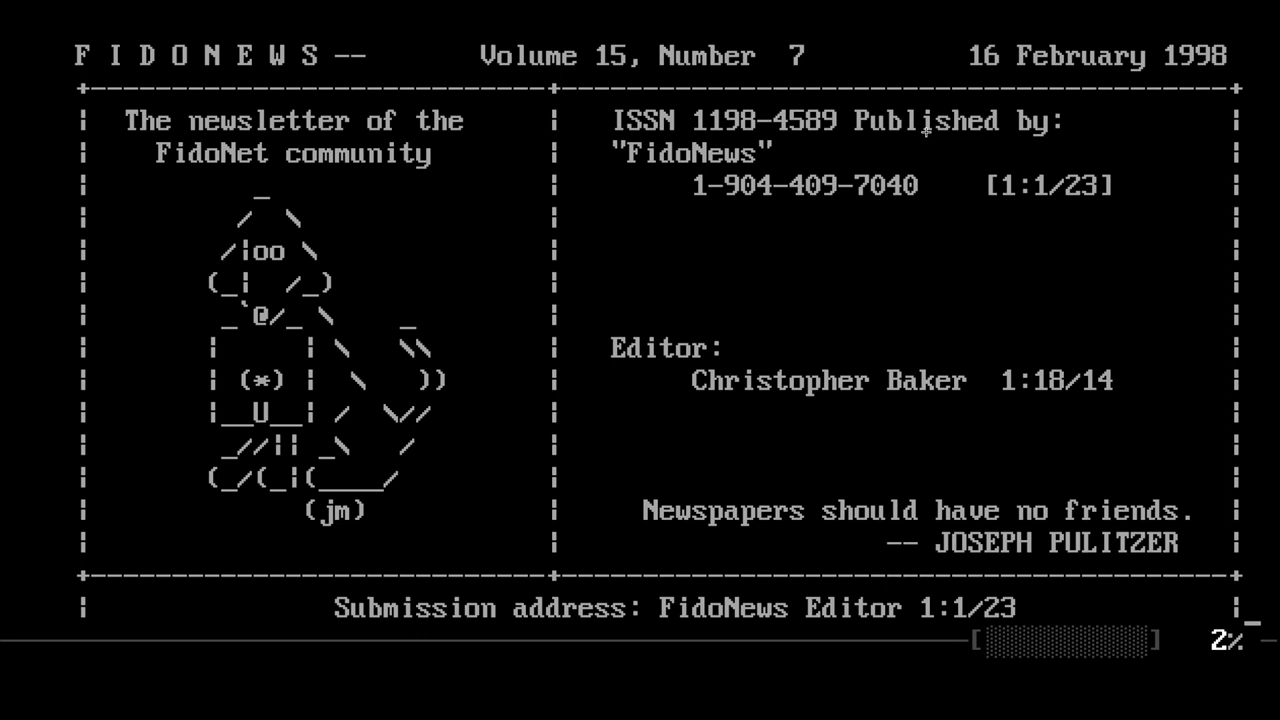 F I D O N E W S -- Volume 15, Number 7 16 February 1998
The newsletter of the
FidoNet community
ISSN 1198-4589 Published by:
"FidoNews"
1-904-409-7040 [1:1/23]
Editor:
Christopher Baker 1:18/14
(jm)
Newspapers should have no friends.
-- JOSEPH PULITZER
Submission address: FidoNews Editor 1:1/23
2%